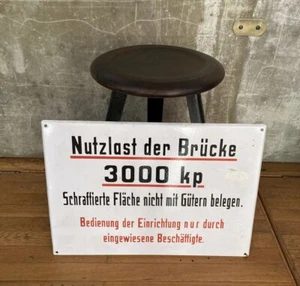 Nutzlast der Brücke
3000 kp
Schraffierte Fläche nicht mit Gütern belegen.
Bedienung der Einrichtung nur durch
eingewiesene Beschäftigte.